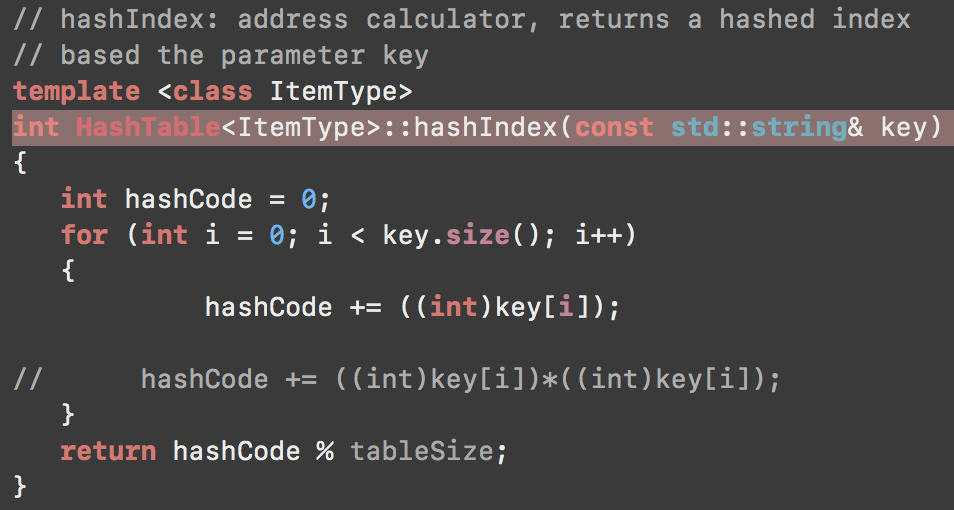 // hashIndex: address calculator, returns a hashed index
// based the parameter key
template <class ItemType>
int HashTable<ItemType>::hashIndex(const std::string& key)
{
   int hashCode = 0;
   for (int i = 0; i < key.size(); i++)
   {
            hashCode += ((int)key[i]);
//      hashCode += ((int)key[i])*((int)key[i]);
   }
   return hashCode % tableSize;
}